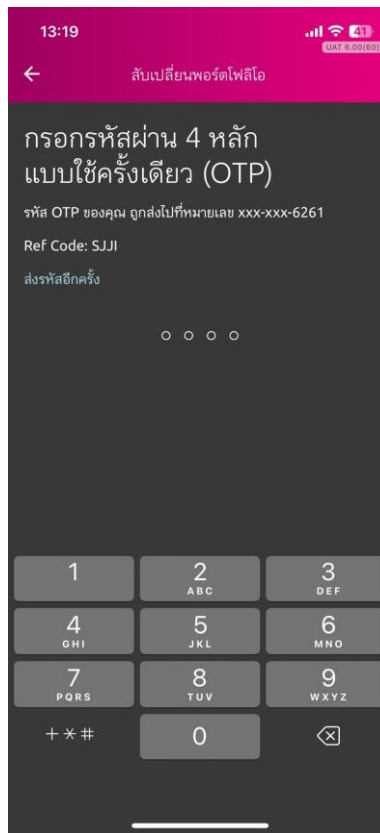 13:19
41
UAT 6.00(60)
สับเปลี่ยนพอร์ตโฟลิโอ
กรอกรหัสผ่าน 4 หลัก
แบบใช้ครั้งเดียว (OTP)
รหัส OTP ของคุณ ถูกส่งไปที่หมายเลข xxx-xxx-6261
Ref Code: SJJI
ส่งรหัสอีกครั้ง
1 2 3
ABC DEF
4 5 6
GHI JKL MNO
7 8 9
PQRS TUV WXYZ
+*# 0